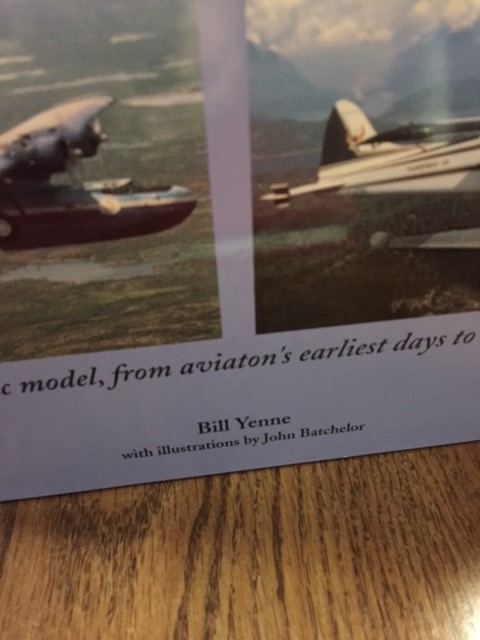 c model, from aviaton's earliest days to
Bill Yenne
with illustrations by John Batchelor